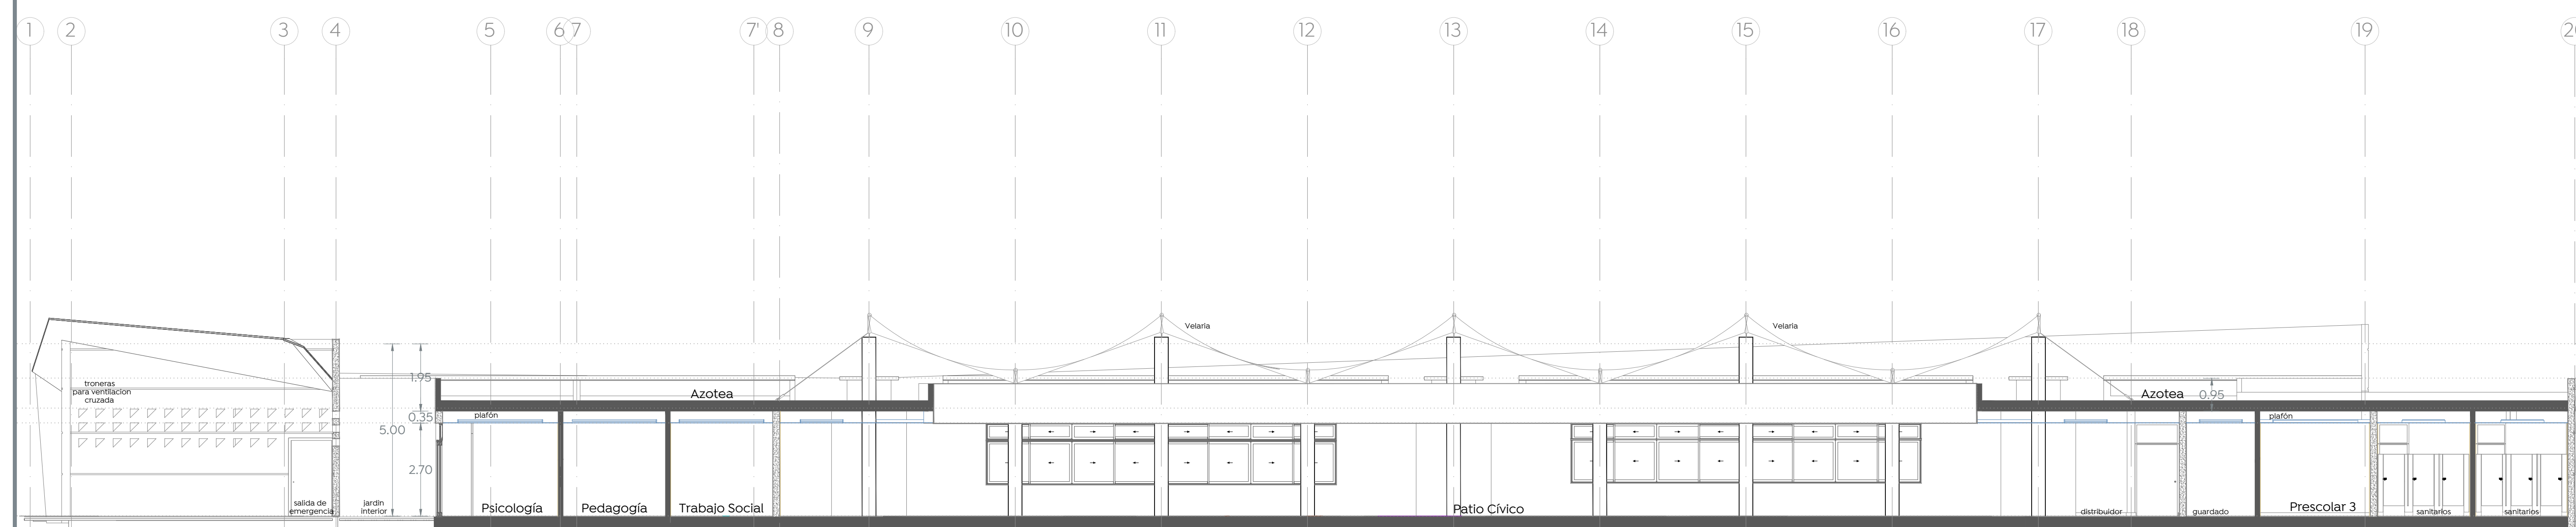 1 2 3 4 5 6 7 7' 8 9 10 11 12 13 14 15 16 17 18 19
Velaria
Velaria
troneras
para ventilacion
cruzada
1.95
Azotea
Azotea
0.95
plafón
0.35
plafón
5.00
2.70
salida de
emergencia
jardin
interior
Psicología
Pedagogía
Trabajo Social
Patio Cívico
distribuidor
guardado
Prescolar 3
sanitarios
sanitarios